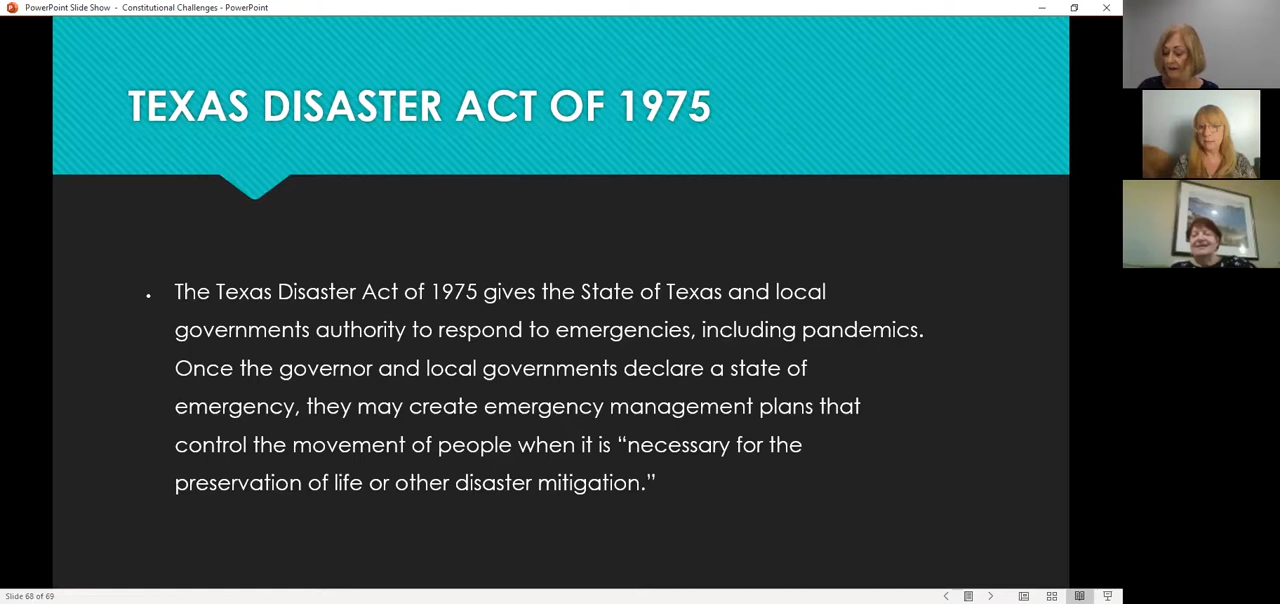 PowerPoint Slide Show - Constitutional Challenges - PowerPoint
TEXAS DISASTER ACT OF 1975
• The Texas Disaster Act of 1975 gives the State of Texas and local
governments authority to respond to emergencies, including pandemics.
Once the governor and local governments declare a state of
emergency, they may create emergency management plans that
control the movement of people when it is “necessary for the
preservation of life or other disaster mitigation.”
Slide 68 of 69